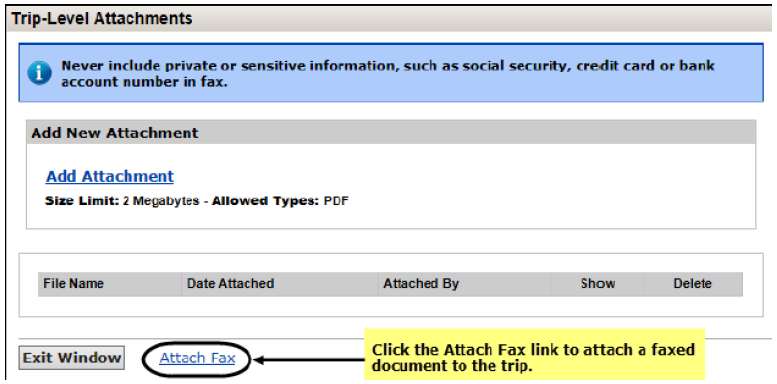 Trip-Level Attachments
Never include private or sensitive information, such as social security, credit card or bank
account number in fax.
Add New Attachment
Add Attachment
Size Limit: 2 Megabytes - Allowed Types: PDF
File Name Date Attached Attached By Show Delete
Exit Window Attach Fax Click the Attach Fax link to attach a faxed
document to the trip.